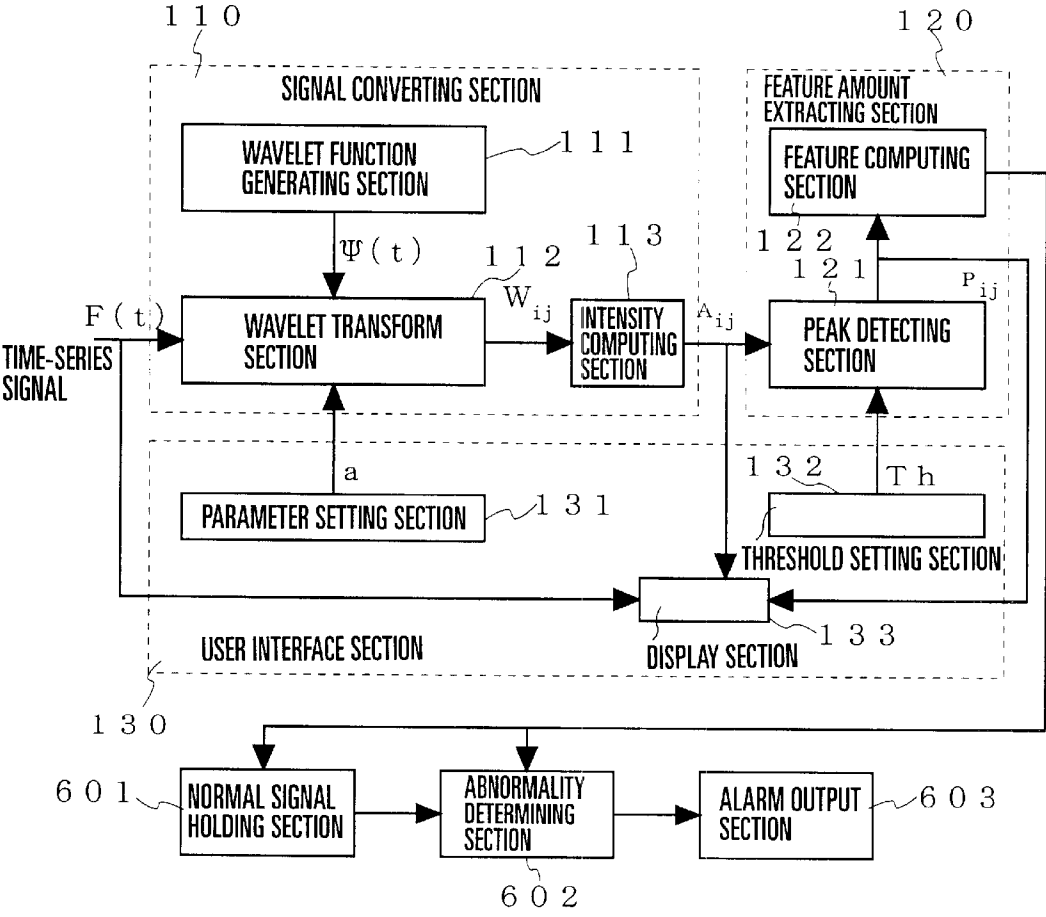 110
120
SIGNAL CONVERTING SECTION
FEATURE AMOUNT
EXTRACTING SECTION
WAVELET FUNCTION
GENERATING SECTION
111
FEATURE COMPUTING
SECTION
122
Ψ(t)
112
113
121
P_ij
F(t)
TIME-SERIES
SIGNAL
WAVELET TRANSFORM
SECTION
W_ij
INTENSITY
COMPUTING
SECTION
A_ij
PEAK DETECTING
SECTION
a
132
Th
PARAMETER SETTING SECTION
131
THRESHOLD SETTING SECTION
133
USER INTERFACE SECTION
DISPLAY SECTION
130
601
NORMAL SIGNAL
HOLDING SECTION
ABNORMALITY
DETERMINING
SECTION
602
ALARM OUTPUT
SECTION
603